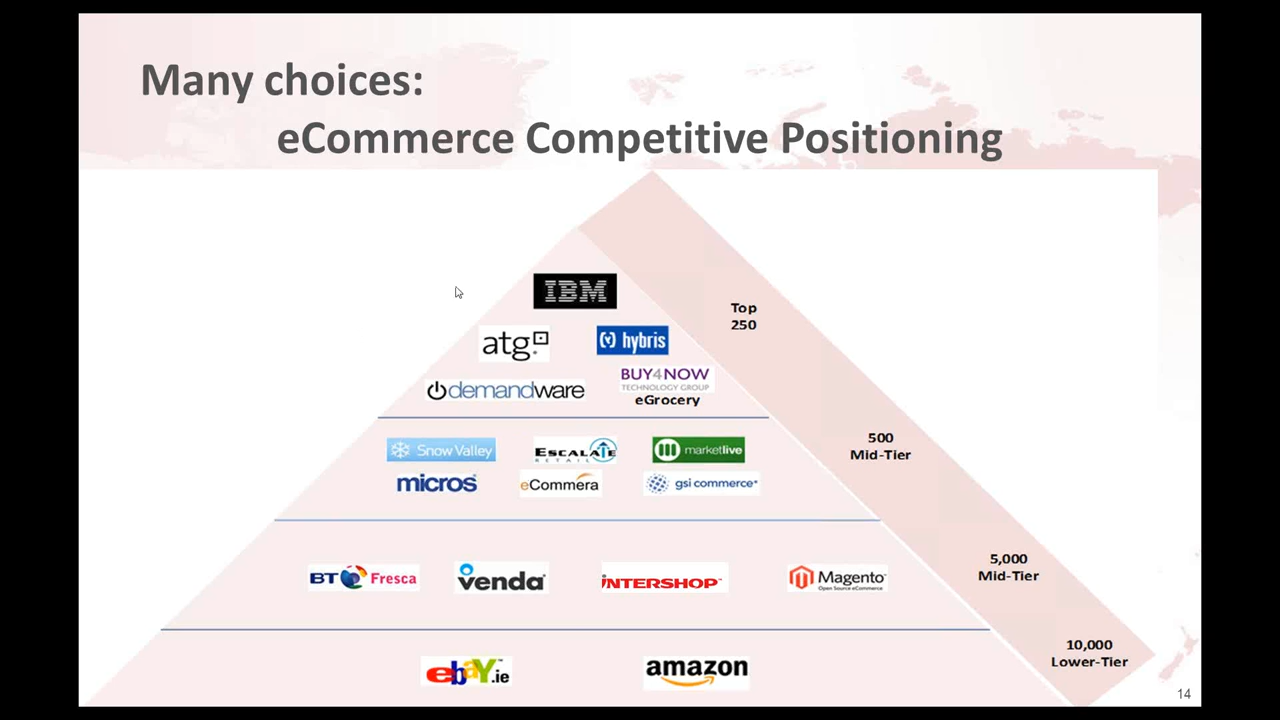 Many choices:
eCommerce Competitive Positioning
IBM
Top
250
atg
hybris
demandware
BUY4NOW
TECHNOLOGY GROUP
eGrocery
500
Mid-Tier
Snow Valley
ESCALATE
RETAIL
marketlive
micros
eCommera
gsi commerce
5,000
Mid-Tier
BT Fresca
venda
INTERSHOP
Magento
Open Source eCommerce
10,000
Lower-Tier
ebay.ie
amazon
14